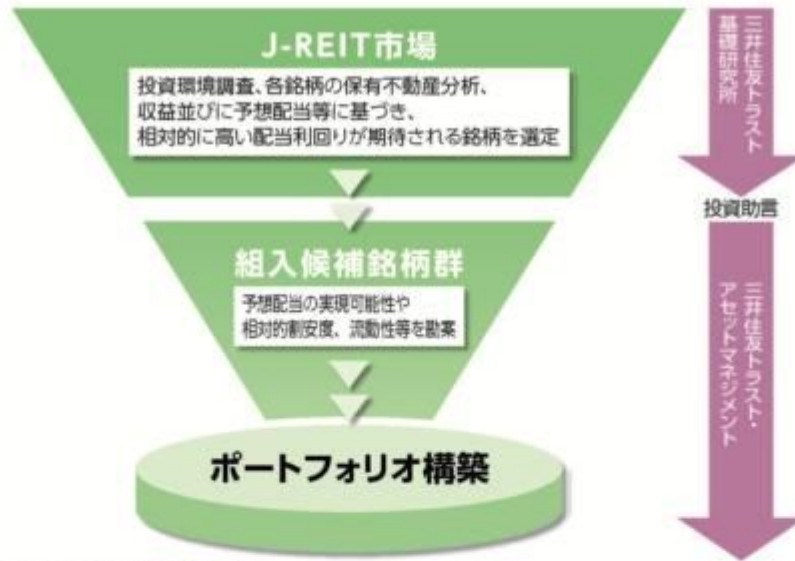 J-REIT市場
投資環境調査、各銘柄の保有不動産分析、
収益並びに予想配当等に基づき、
相対的に高い配当利回りが期待される銘柄を選定
組入候補銘柄群
予想配当の実現可能性や
相対的割安度、流動性等を勘案
ポートフォリオ構築
三井住友トラスト
基礎研究所
投資助言
三井住友トラスト・
アセットマネジメント